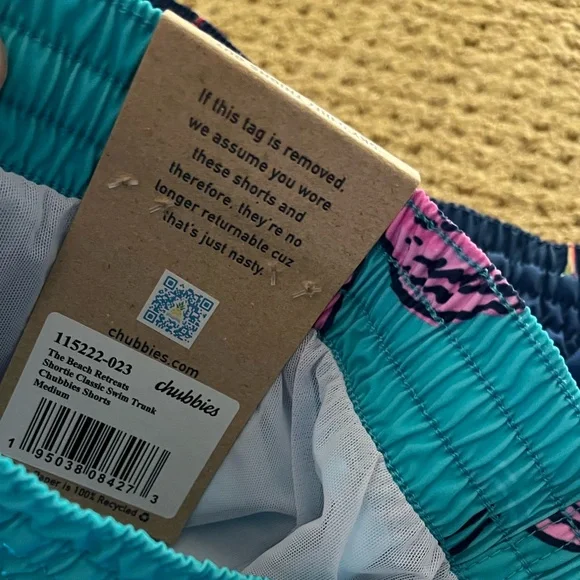 If this tag is removed,
we assume you wore
these shorts and
therefore, they're no
longer returnable cuz
that's just nasty.
chubbies.com
115222-023
The Beach Retreats
Shortie Classic Swim Trunk
Chubbies Shorts
Medium
chubbies
1 95038 08427 3
Paper is 100% Recycled